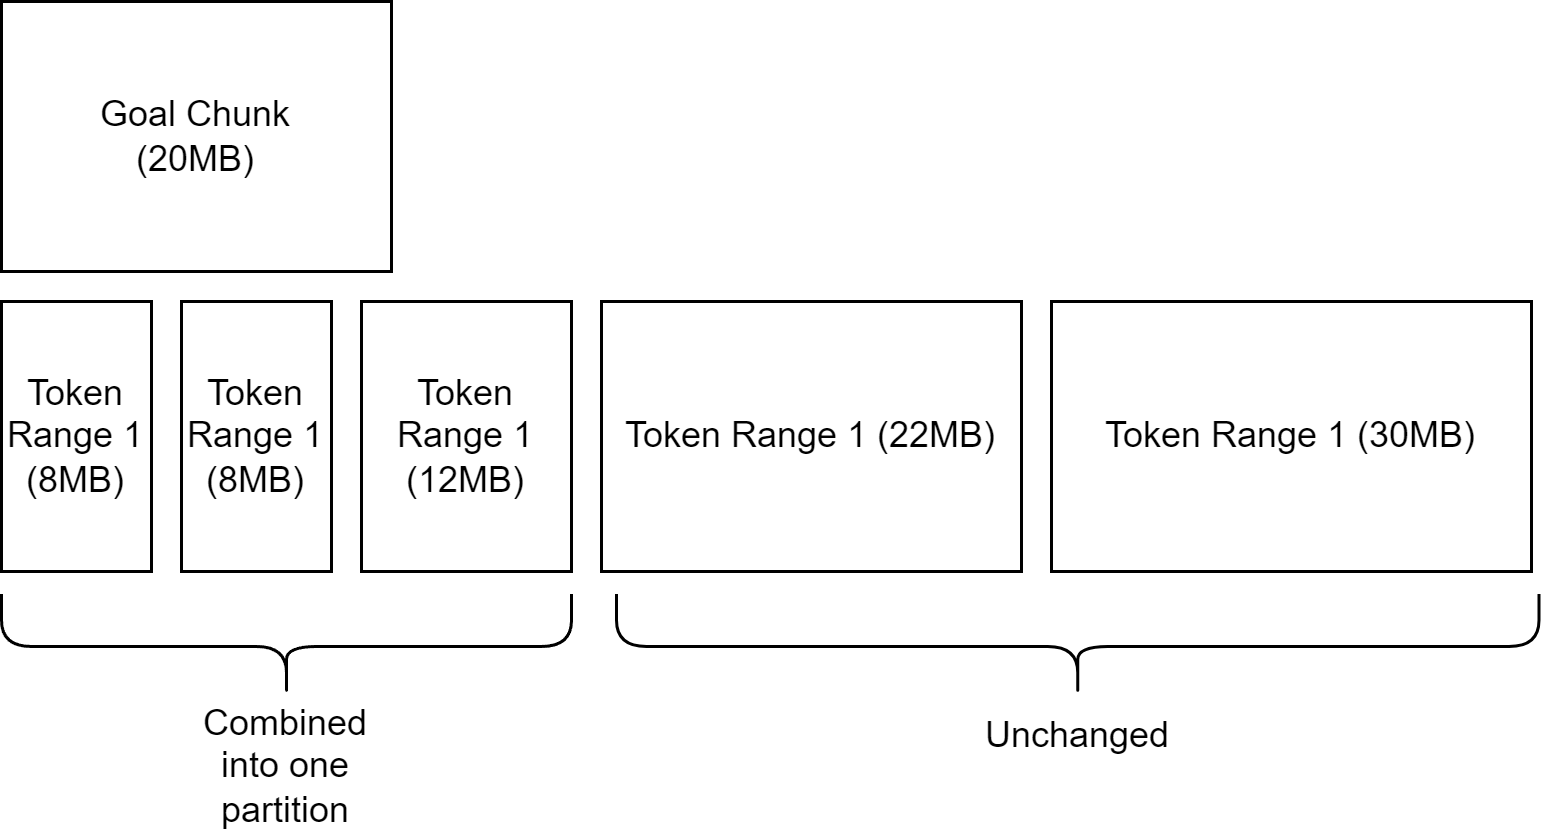 Goal Chunk
(20MB)
Token
Range 1
(8MB)
Token
Range 1
(8MB)
Token
Range 1
(12MB)
Token Range 1 (22MB)
Token Range 1 (30MB)
Combined
into one
partition
Unchanged